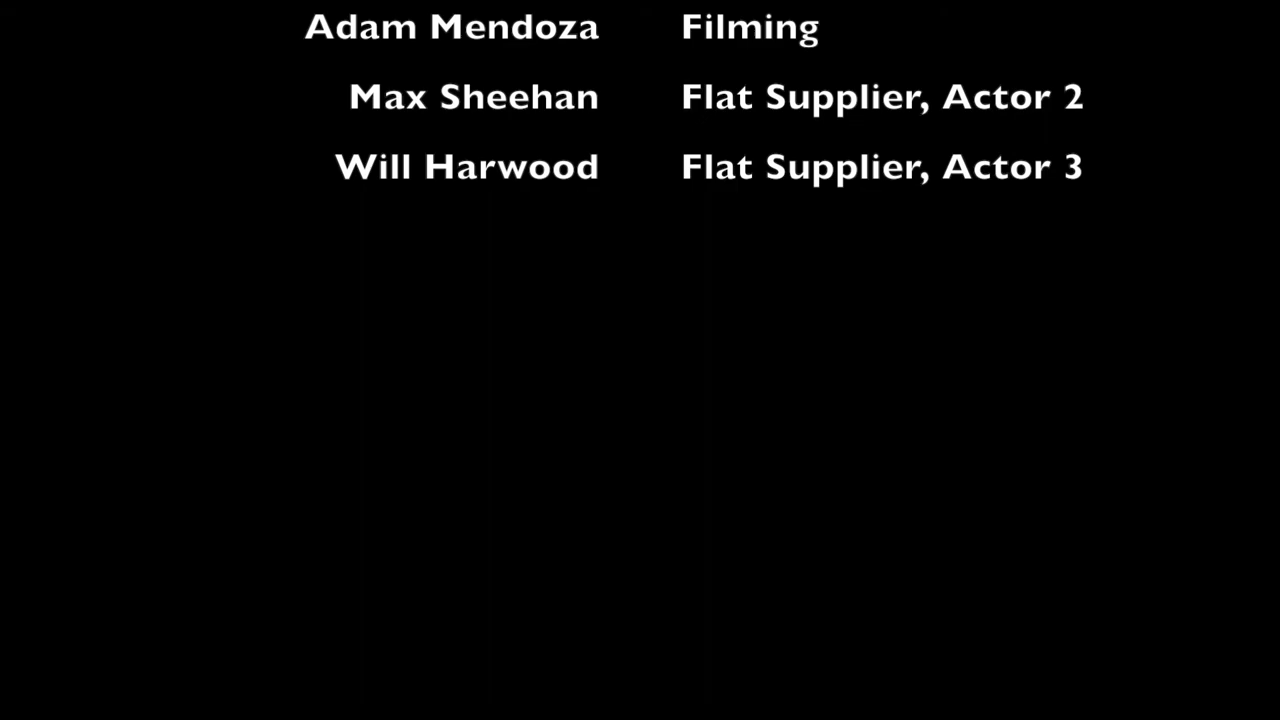 Adam Mendoza Filming
Max Sheehan Flat Supplier, Actor 2
Will Harwood Flat Supplier, Actor 3